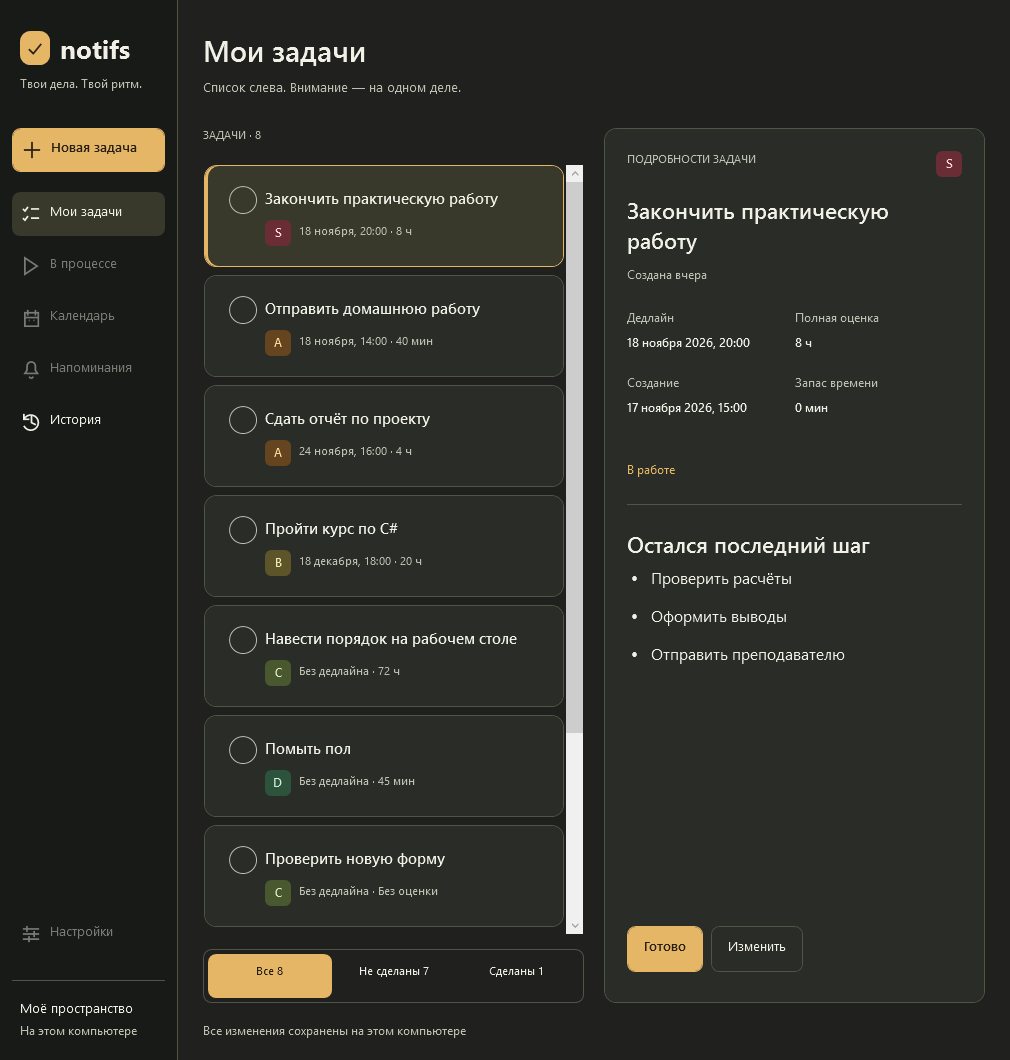 notifs
Твои дела. Твой ритм.
Новая задача
Мои задачи
В процессе
Календарь
Напоминания
История
Настройки
Моё пространство
На этом компьютере
Мои задачи
Список слева. Внимание — на одном деле.
ЗАДАЧИ · 8
Закончить практическую работу
S 18 ноября, 20:00 · 8 ч
Отправить домашнюю работу
A 18 ноября, 14:00 · 40 мин
Сдать отчёт по проекту
A 24 ноября, 16:00 · 4 ч
Пройти курс по C#
B 18 декабря, 18:00 · 20 ч
Навести порядок на рабочем столе
C Без дедлайна · 72 ч
Помыть пол
D Без дедлайна · 45 мин
Проверить новую форму
C Без дедлайна · Без оценки
Все 8 Не сделаны 7 Сделаны 1
Все изменения сохранены на этом компьютере
ПОДРОБНОСТИ ЗАДАЧИ S
Закончить практическую
работу
Создана вчера
Дедлайн Полная оценка
18 ноября 2026, 20:00 8 ч
Создание Запас времени
17 ноября 2026, 15:00 0 мин
В работе
Остался последний шаг
• Проверить расчёты
• Оформить выводы
• Отправить преподавателю
Готово Изменить